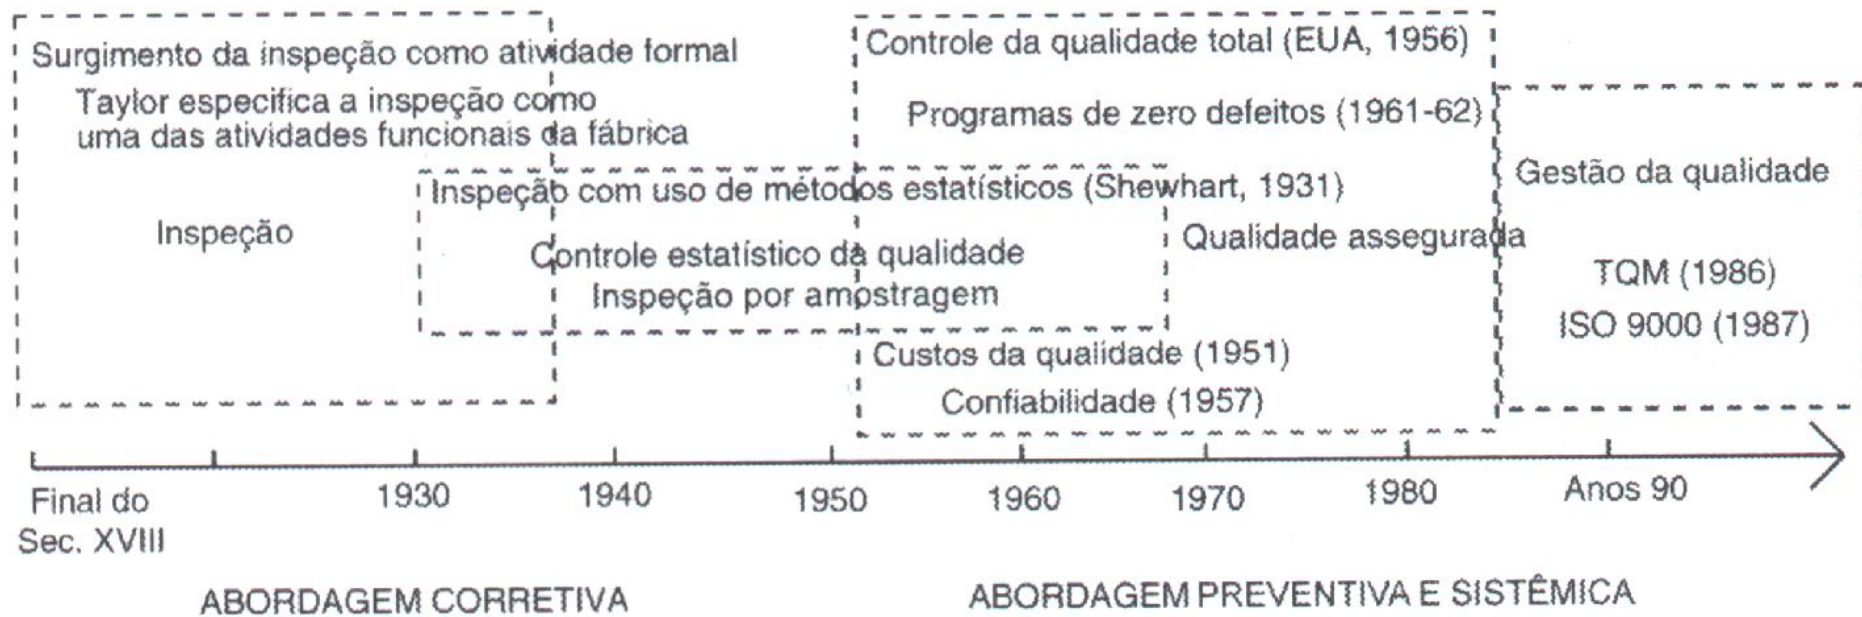 Surgimento da inspeção como atividade formal
Taylor especifica a inspeção como
uma das atividades funcionais da fábrica
Inspeção
Inspeção com uso de métodos estatísticos (Shewhart, 1931)
Controle estatístico da qualidade
Inspeção por amostragem
Controle da qualidade total (EUA, 1956)
Programas de zero defeitos (1961-62)
Qualidade assegurada
Custos da qualidade (1951)
Confiabilidade (1957)
Gestão da qualidade
TQM (1986)
ISO 9000 (1987)
Final do
Sec. XVIII
1930
1940
1950
1960
1970
1980
Anos 90
ABORDAGEM CORRETIVA
ABORDAGEM PREVENTIVA E SISTÊMICA